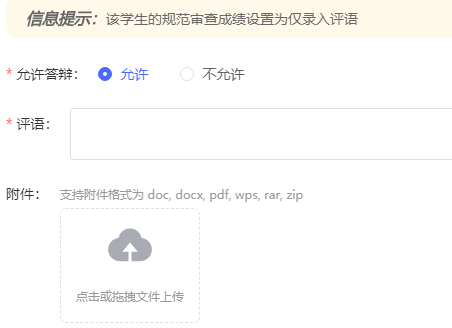 信息提示：该学生的规范审查成绩设置为仅录入评语
* 允许答辩： 允许 不允许
* 评语：
附件： 支持附件格式为 doc, docx, pdf, wps, rar, zip
点击或拖拽文件上传